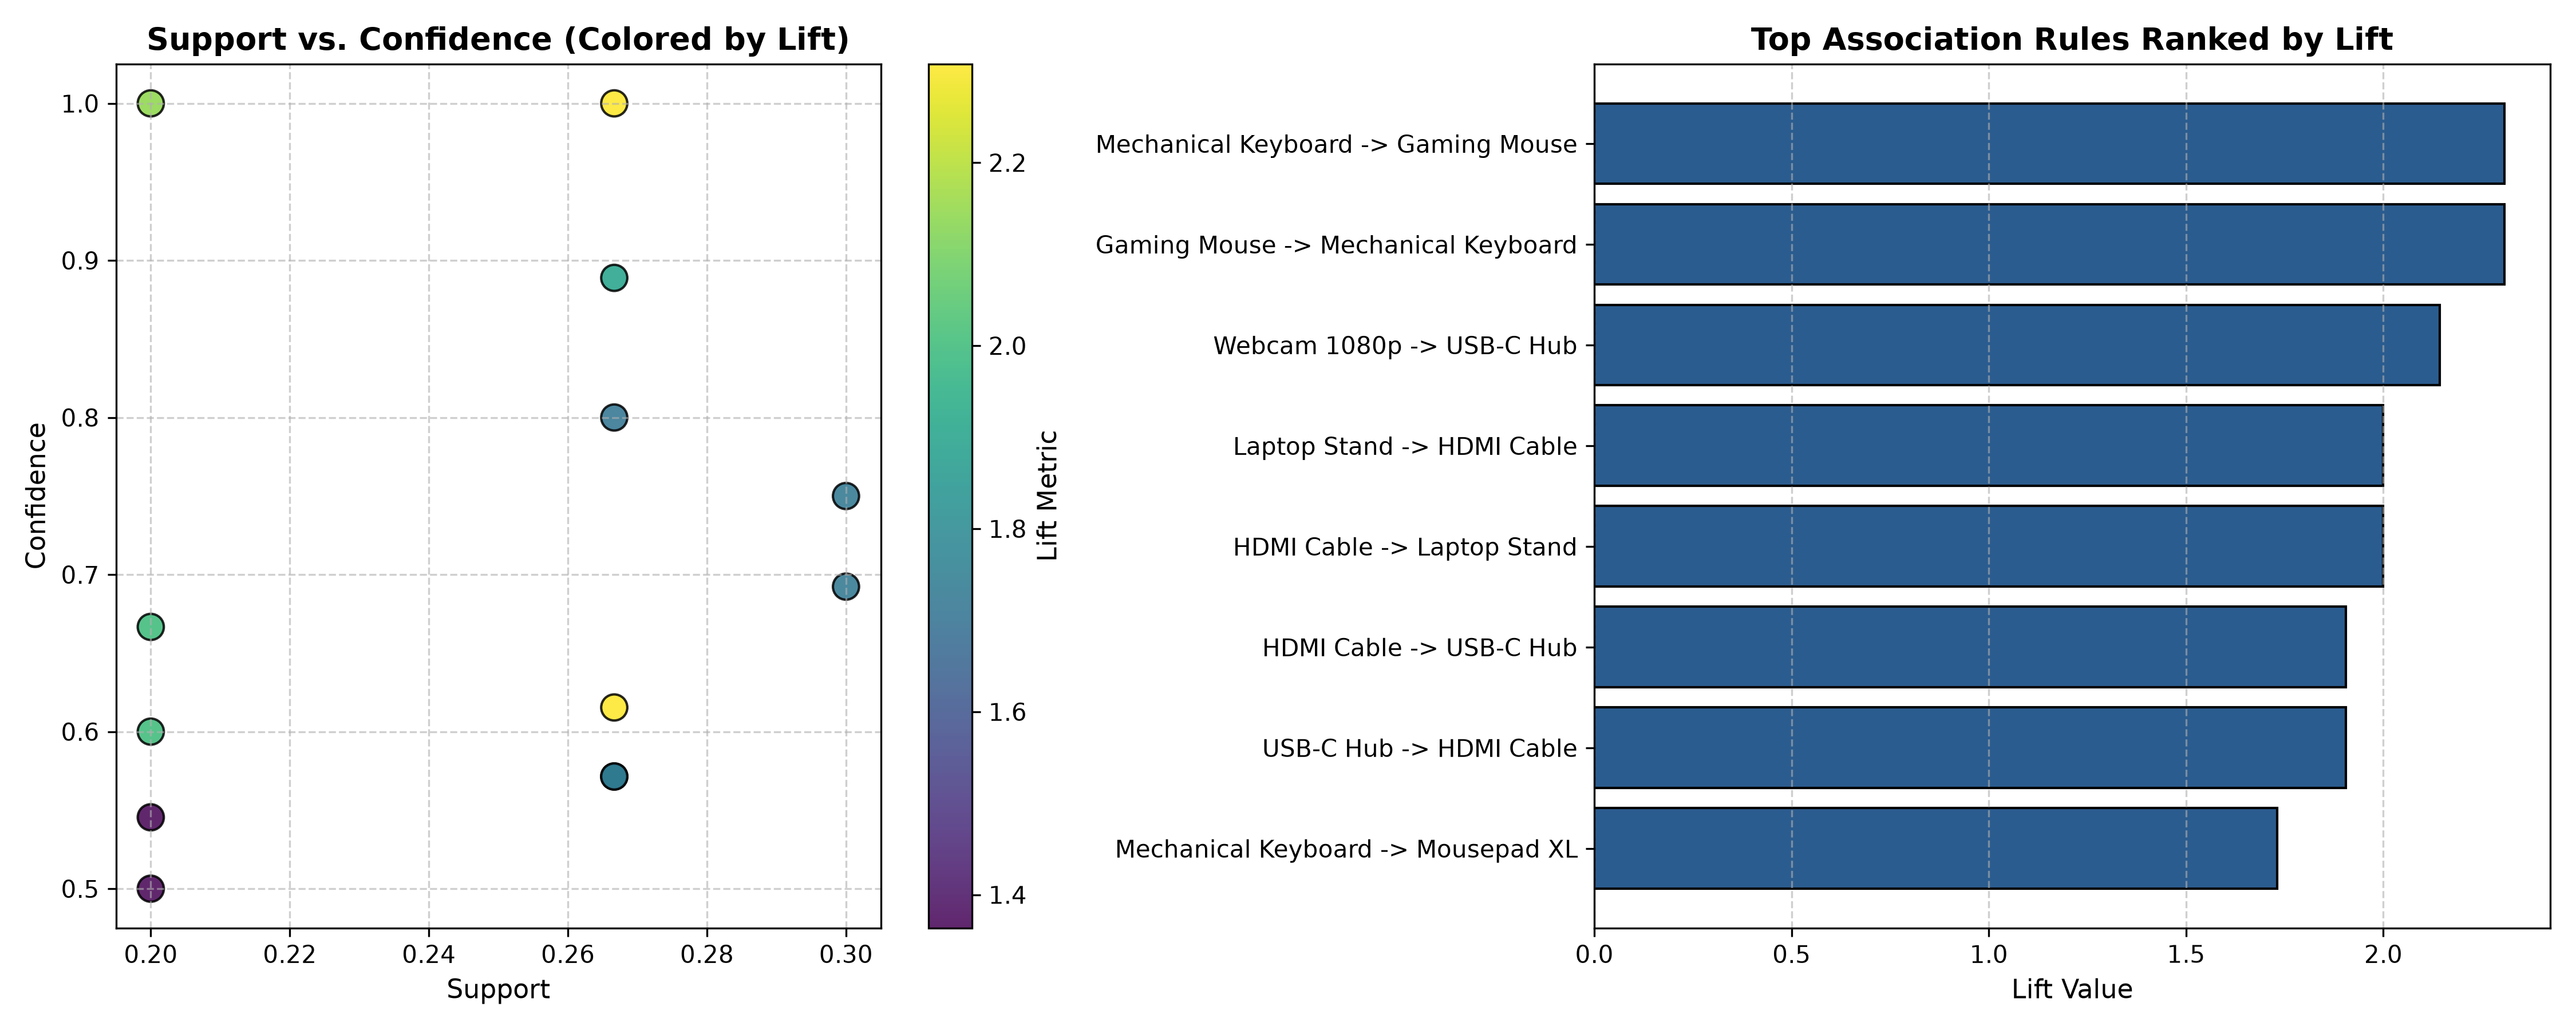 Support vs. Confidence (Colored by Lift)
1.0
0.9
0.8
0.7
0.6
0.5
Confidence
0.20 0.22 0.24 0.26 0.28 0.30
Support
2.2
2.0
1.8
1.6
1.4
Lift Metric
Top Association Rules Ranked by Lift
Mechanical Keyboard -> Gaming Mouse
Gaming Mouse -> Mechanical Keyboard
Webcam 1080p -> USB-C Hub
Laptop Stand -> HDMI Cable
HDMI Cable -> Laptop Stand
HDMI Cable -> USB-C Hub
USB-C Hub -> HDMI Cable
Mechanical Keyboard -> Mousepad XL
0.0 0.5 1.0 1.5 2.0
Lift Value